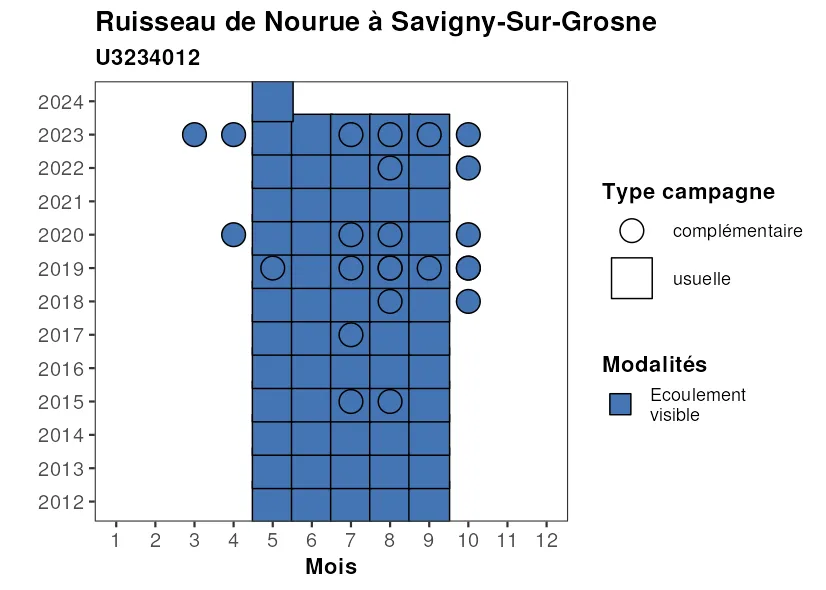 Ruisseau de Nourue à Savigny-Sur-Grosne
U3234012
2024
2023
2022
2021
2020
2019
2018
2017
2016
2015
2014
2013
2012
1 2 3 4 5 6 7 8 9 10 11 12
Mois
Type campagne
complémentaire
usuelle
Modalités
Ecoulement
visible